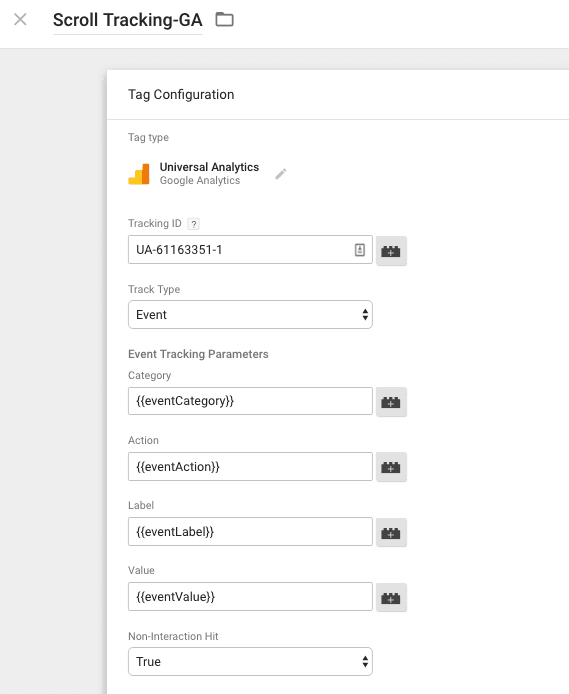 Scroll Tracking-GA
Tag Configuration
Tag type
Universal Analytics
Google Analytics
Tracking ID ?
UA-61163351-1
Track Type
Event
Event Tracking Parameters
Category
{{eventCategory}}
Action
{{eventAction}}
Label
{{eventLabel}}
Value
{{eventValue}}
Non-Interaction Hit
True